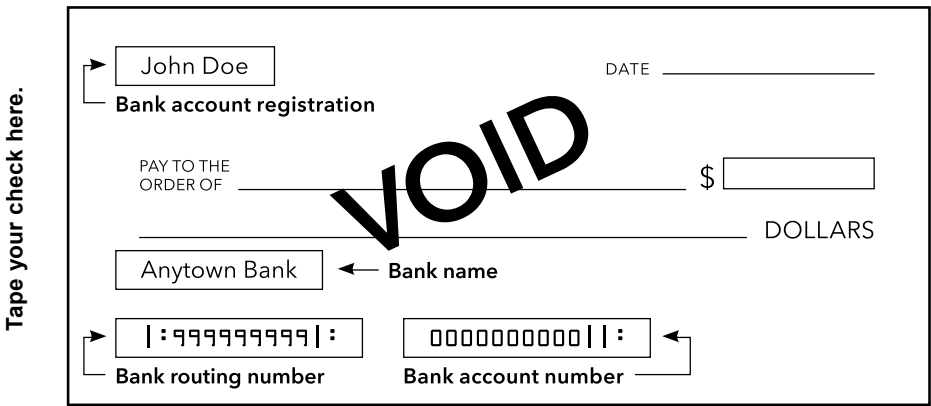 Tape your check here.
John Doe
DATE
Bank account registration
VOID
PAY TO THE
ORDER OF
$
DOLLARS
Anytown Bank
Bank name
|:999999999|:
0000000000||:
Bank routing number
Bank account number